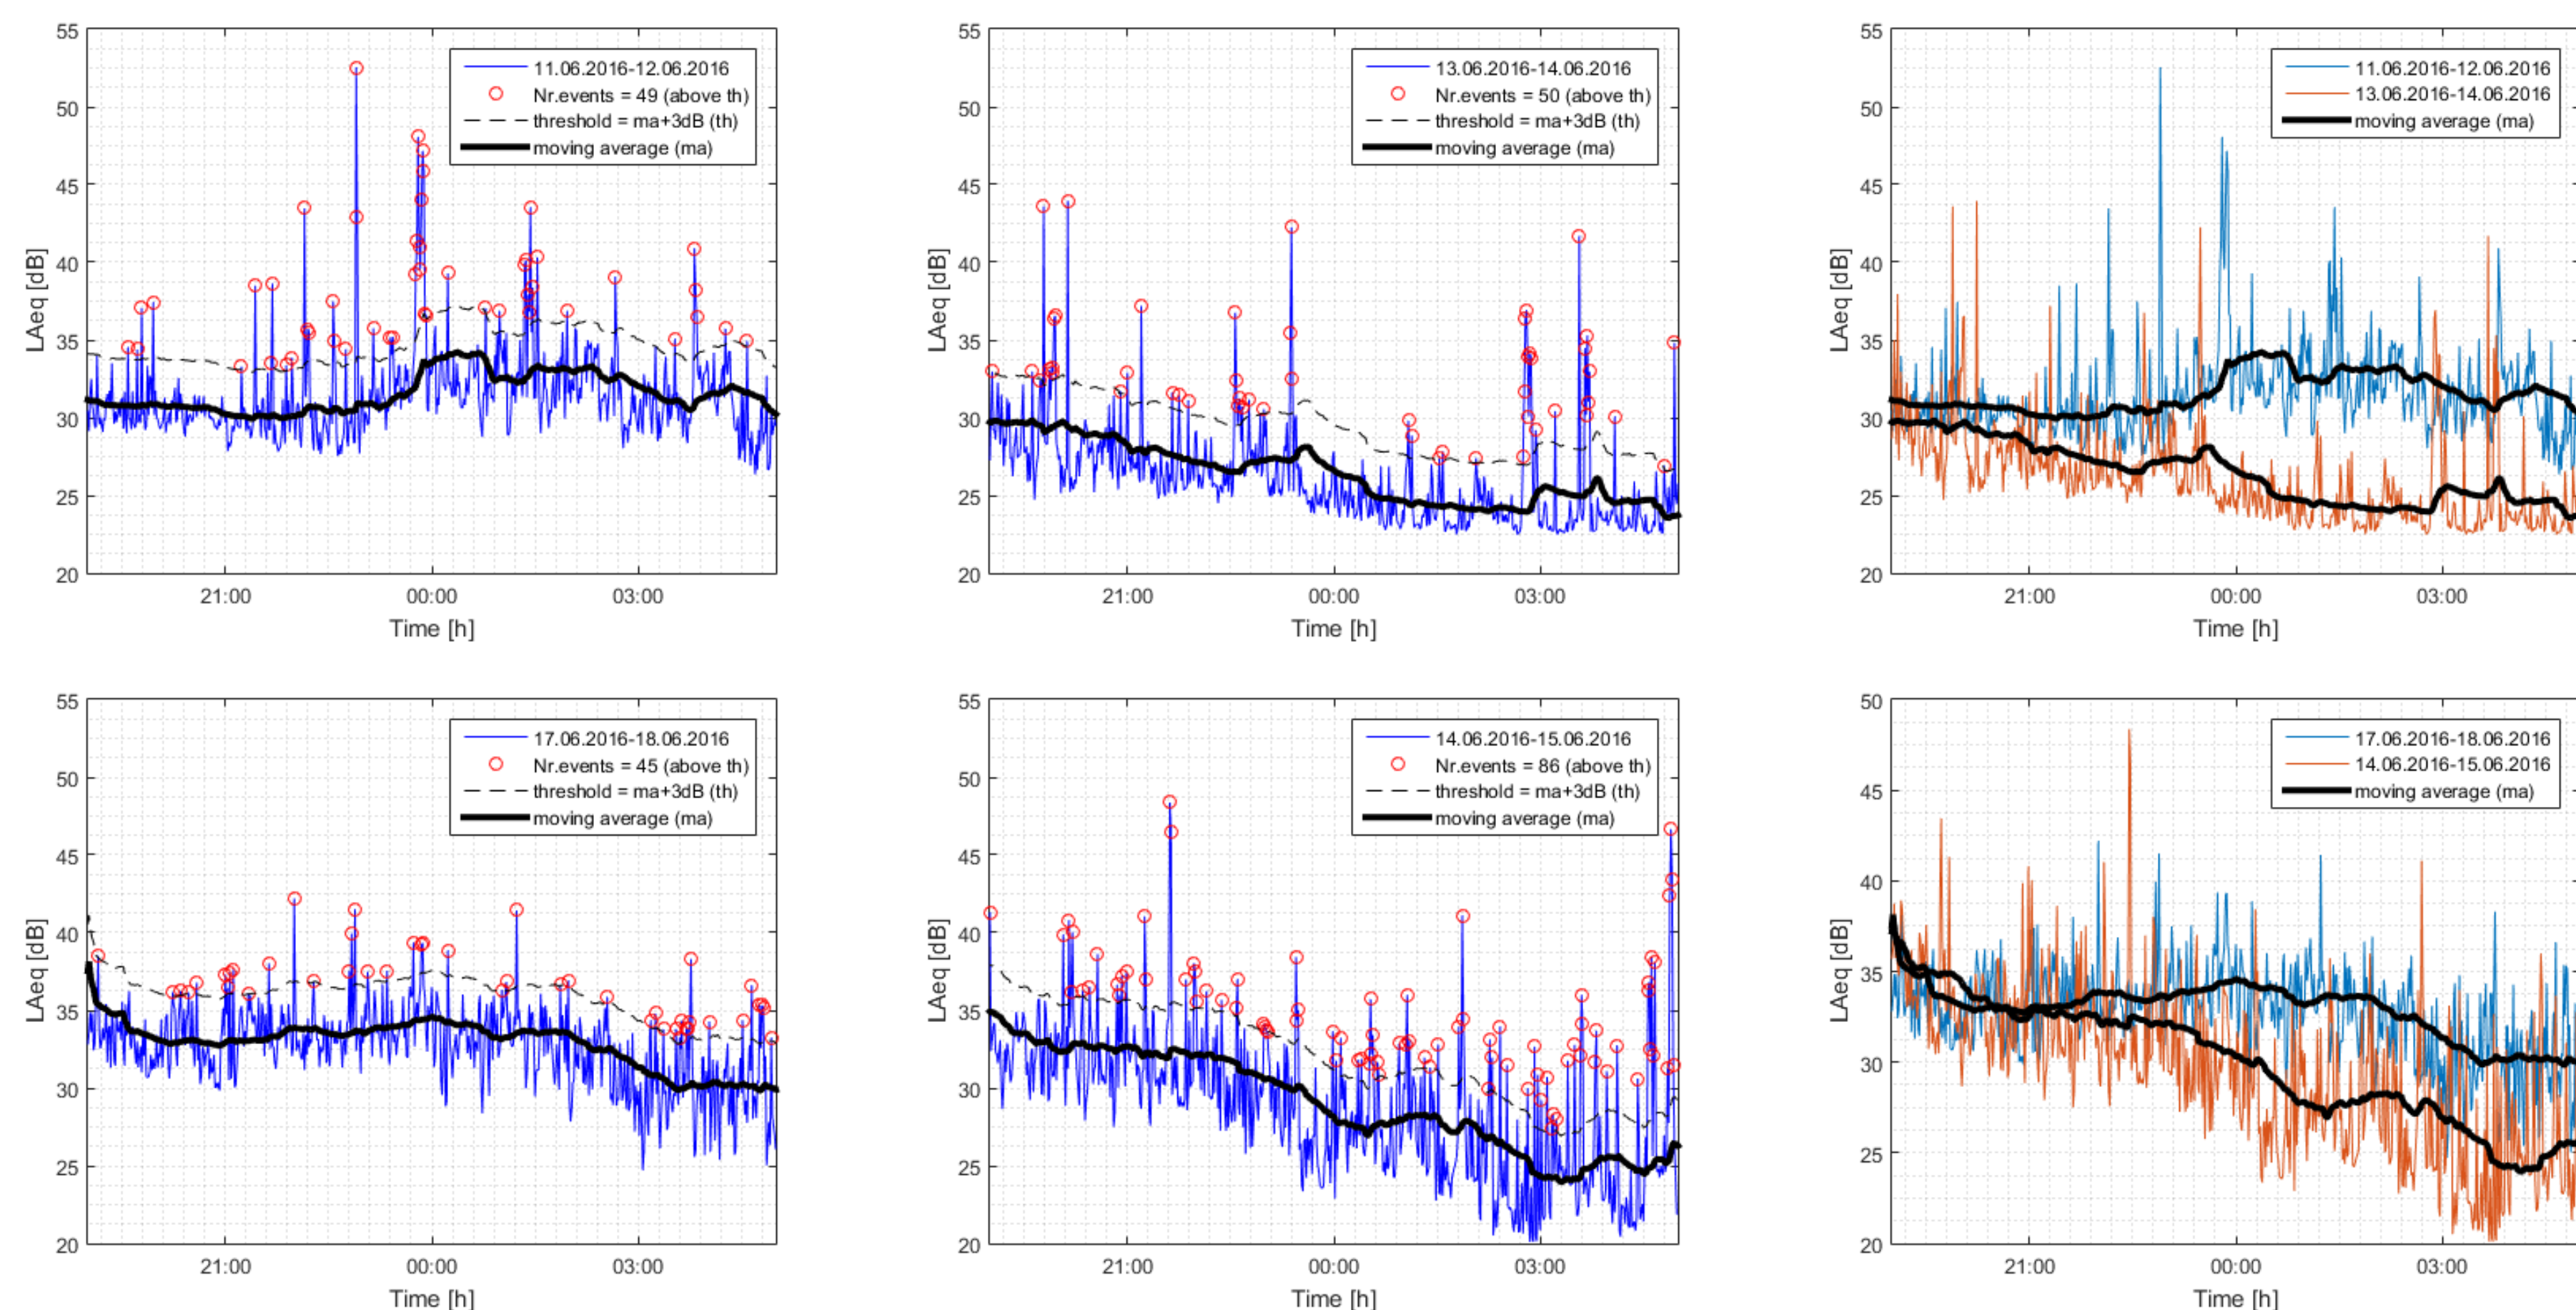 55
50
45
40
35
30
25
20
LAeq [dB]
21:00 00:00 03:00
Time [h]
11.06.2016-12.06.2016
Nr.events = 49 (above th)
threshold = ma+3dB (th)
moving average (ma)
55
50
45
40
35
30
25
20
LAeq [dB]
21:00 00:00 03:00
Time [h]
13.06.2016-14.06.2016
Nr.events = 50 (above th)
threshold = ma+3dB (th)
moving average (ma)
55
50
45
40
35
30
25
20
LAeq [dB]
21:00 00:00 03:00
Time [h]
11.06.2016-12.06.2016
13.06.2016-14.06.2016
moving average (ma)
55
50
45
40
35
30
25
20
LAeq [dB]
21:00 00:00 03:00
Time [h]
17.06.2016-18.06.2016
Nr.events = 45 (above th)
threshold = ma+3dB (th)
moving average (ma)
55
50
45
40
35
30
25
20
LAeq [dB]
21:00 00:00 03:00
Time [h]
14.06.2016-15.06.2016
Nr.events = 86 (above th)
threshold = ma+3dB (th)
moving average (ma)
50
45
40
35
30
25
20
LAeq [dB]
21:00 00:00 03:00
Time [h]
17.06.2016-18.06.2016
14.06.2016-15.06.2016
moving average (ma)